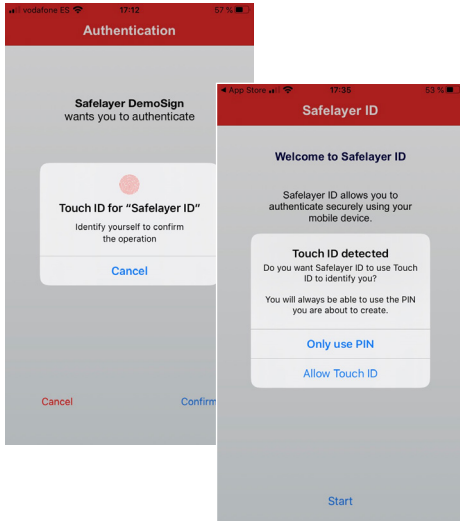 vodafone ES 17:12 57 %
Authentication
Safelayer DemoSign
wants you to authenticate
Touch ID for “Safelayer ID”
Identify yourself to confirm
the operation
Cancel
Cancel
Confirm
App Store 17:35 53 %
Safelayer ID
Welcome to Safelayer ID
Safelayer ID allows you to
authenticate securely using your
mobile device.
Touch ID detected
Do you want Safelayer ID to use Touch
ID to identify you?
You will always be able to use the PIN
you are about to create.
Only use PIN
Allow Touch ID
Start